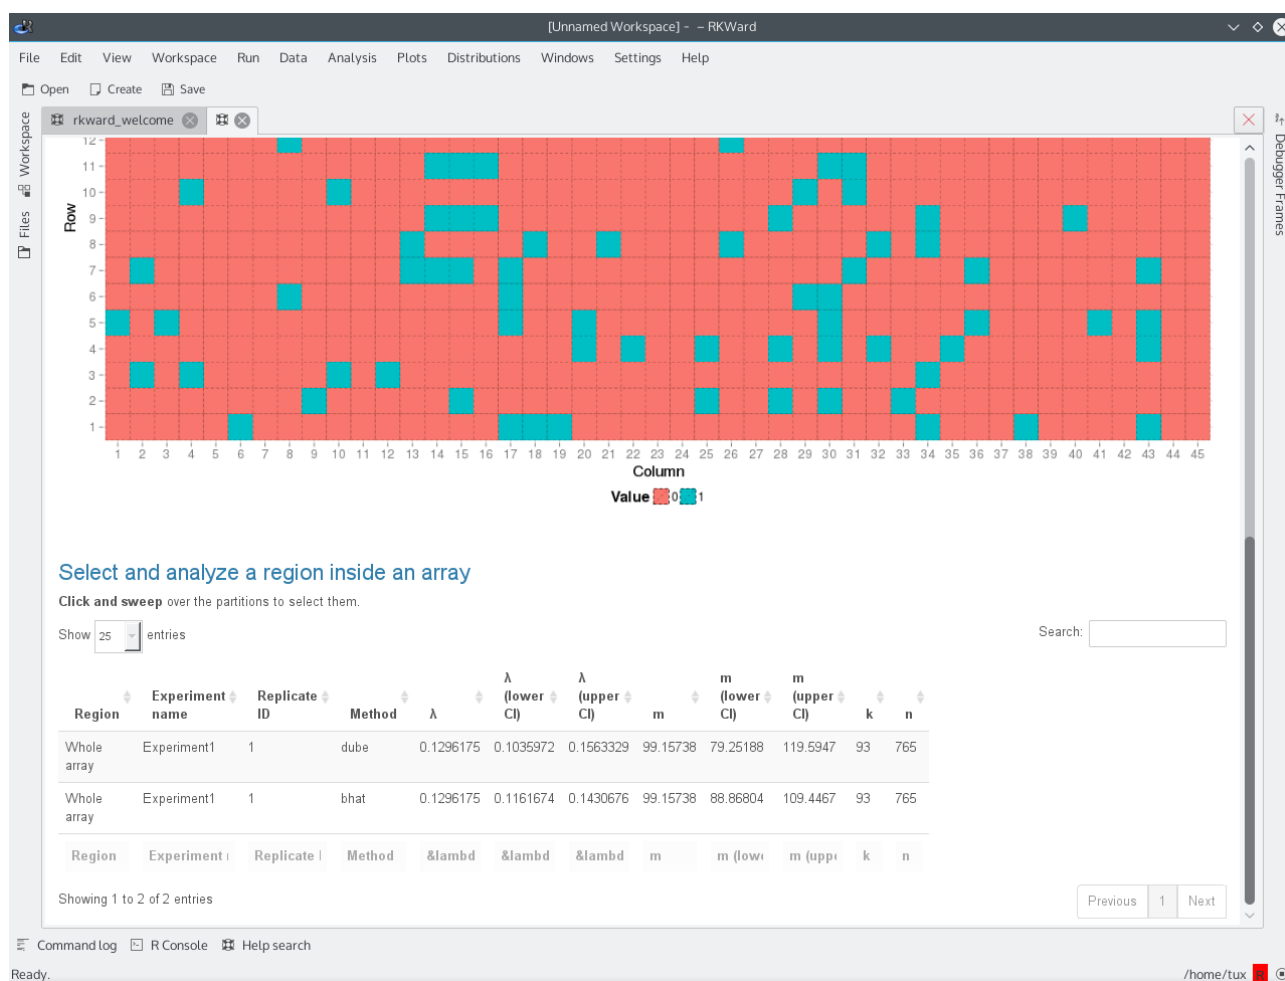 [Unnamed Workspace] - – RKWard
File Edit View Workspace Run Data Analysis Plots Distributions Windows Settings Help
Open Create Save
Workspace
Files
rkward_welcome
Debugger Frames
Row
12
11
10
9
8
7
6
5
4
3
2
1
1 2 3 4 5 6 7 8 9 10 11 12 13 14 15 16 17 18 19 20 21 22 23 24 25 26 27 28 29 30 31 32 33 34 35 36 37 38 39 40 41 42 43 44 45
Column
Value 0 1
Select and analyze a region inside an array
Click and sweep over the partitions to select them.
Show 25 entries Search:
λ λ m m
Experiment Replicate (lower (upper (lower (upper
Region name ID Method λ CI) CI) m CI) CI) k n
Whole Experiment1 1 dube 0.1296175 0.1035972 0.1563329 99.15738 79.25188 119.5947 93 765
array
Whole Experiment1 1 bhat 0.1296175 0.1161674 0.1430676 99.15738 88.86804 109.4467 93 765
array
Region Experiment Replicate Method &lambd &lambd &lambd m m (low m (upp k n
Showing 1 to 2 of 2 entries Previous 1 Next
Command log R Console Help search
Ready. /home/tux R